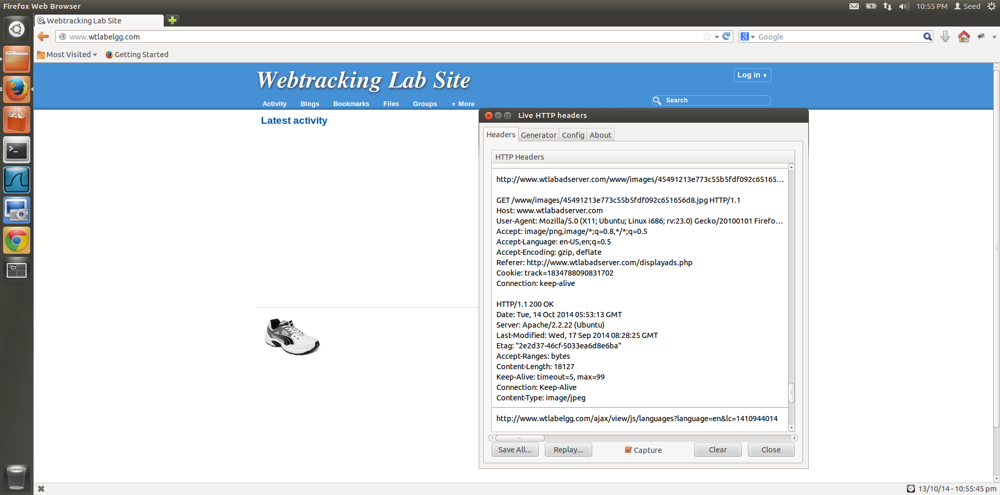 Firefox Web Browser
10:55 PM Seed
Webtracking Lab Site
www.wtlabelgg.com
Google
Most Visited Getting Started
Webtracking Lab Site
Log in ▾
Activity Blogs Bookmarks Files Groups ▼ More
Search
Latest activity
Live HTTP headers
Headers Generator Config About
HTTP Headers
http://www.wtlabadserver.com/www/images/45491213e773c55b5fdf092c65165...
GET /www/images/45491213e773c55b5fdf092c651656d8.jpg HTTP/1.1
Host: www.wtlabadserver.com
User-Agent: Mozilla/5.0 (X11; Ubuntu; Linux i686; rv:23.0) Gecko/20100101 Firefo...
Accept: image/png,image/*;q=0.8,*/*;q=0.5
Accept-Language: en-US,en;q=0.5
Accept-Encoding: gzip, deflate
Referer: http://www.wtlabadserver.com/displayads.php
Cookie: track=1834788090831702
Connection: keep-alive
HTTP/1.1 200 OK
Date: Tue, 14 Oct 2014 05:53:13 GMT
Server: Apache/2.2.22 (Ubuntu)
Last-Modified: Wed, 17 Sep 2014 08:28:25 GMT
Etag: "2e2d37-46cf-5033ea6d8e6ba"
Accept-Ranges: bytes
Content-Length: 18127
Keep-Alive: timeout=5, max=99
Connection: Keep-Alive
Content-Type: image/jpeg
http://www.wtlabelgg.com/ajax/view/js/languages?language=en&lc=1410944014
Save All... Replay... Capture Clear Close
13/10/14 - 10:55:45 pm